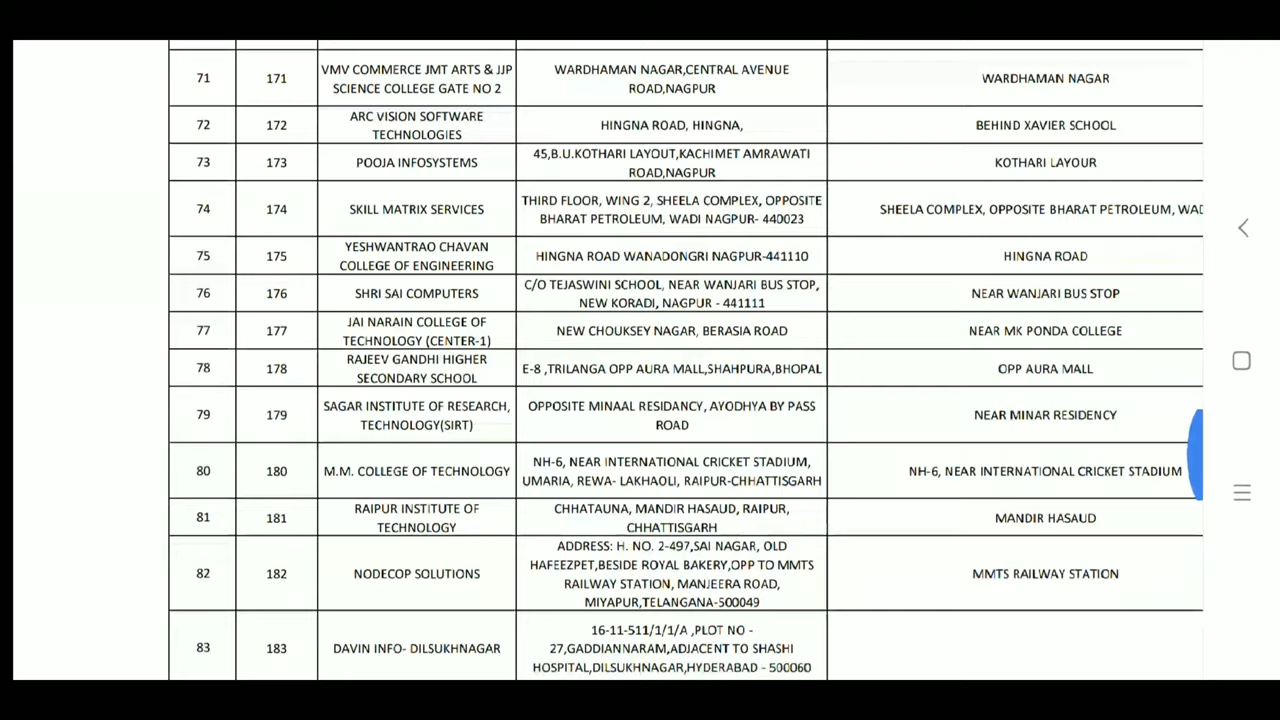 71 171 VMV COMMERCE JMT ARTS & JJP SCIENCE COLLEGE GATE NO 2 WARDHAMAN NAGAR,CENTRAL AVENUE ROAD,NAGPUR WARDHAMAN NAGAR
72 172 ARC VISION SOFTWARE TECHNOLOGIES HINGNA ROAD, HINGNA, BEHIND XAVIER SCHOOL
73 173 POOJA INFOSYSTEMS 45,B.U.KOTHARI LAYOUT,KACHIMET AMRAWATI ROAD,NAGPUR KOTHARI LAYOUR
74 174 SKILL MATRIX SERVICES THIRD FLOOR, WING 2, SHEELA COMPLEX, OPPOSITE BHARAT PETROLEUM, WADI NAGPUR- 440023 SHEELA COMPLEX, OPPOSITE BHARAT PETROLEUM, WAD
75 175 YESHWANTRAO CHAVAN COLLEGE OF ENGINEERING HINGNA ROAD WANADONGRI NAGPUR-441110 HINGNA ROAD
76 176 SHRI SAI COMPUTERS C/O TEJASWINI SCHOOL, NEAR WANJARI BUS STOP, NEW KORADI, NAGPUR - 441111 NEAR WANJARI BUS STOP
77 177 JAI NARAIN COLLEGE OF TECHNOLOGY (CENTER-1) NEW CHOUKSEY NAGAR, BERASIA ROAD NEAR MK PONDA COLLEGE
78 178 RAJEEV GANDHI HIGHER SECONDARY SCHOOL E-8 ,TRILANGA OPP AURA MALL,SHAHPURA,BHOPAL OPP AURA MALL
79 179 SAGAR INSTITUTE OF RESEARCH, TECHNOLOGY(SIRT) OPPOSITE MINAAL RESIDANCY, AYODHYA BY PASS ROAD NEAR MINAR RESIDENCY
80 180 M.M. COLLEGE OF TECHNOLOGY NH-6, NEAR INTERNATIONAL CRICKET STADIUM, UMARIA, REWA- LAKHAOLI, RAIPUR-CHHATTISGARH NH-6, NEAR INTERNATIONAL CRICKET STADIUM
81 181 RAIPUR INSTITUTE OF TECHNOLOGY CHHATAUNA, MANDIR HASAUD, RAIPUR, CHHATTISGARH MANDIR HASAUD
82 182 NODECOP SOLUTIONS ADDRESS: H. NO. 2-497,SAI NAGAR, OLD HAFEEZPET,BESIDE ROYAL BAKERY,OPP TO MMTS RAILWAY STATION, MANJEERA ROAD, MIYAPUR,TELANGANA-500049 MMTS RAILWAY STATION
83 183 DAVIN INFO- DILSUKHNAGAR 16-11-511/1/1/A ,PLOT NO - 27,GADDIANNARAM,ADJACENT TO SHASHI HOSPITAL,DILSUKHNAGAR,HYDERABAD - 500060